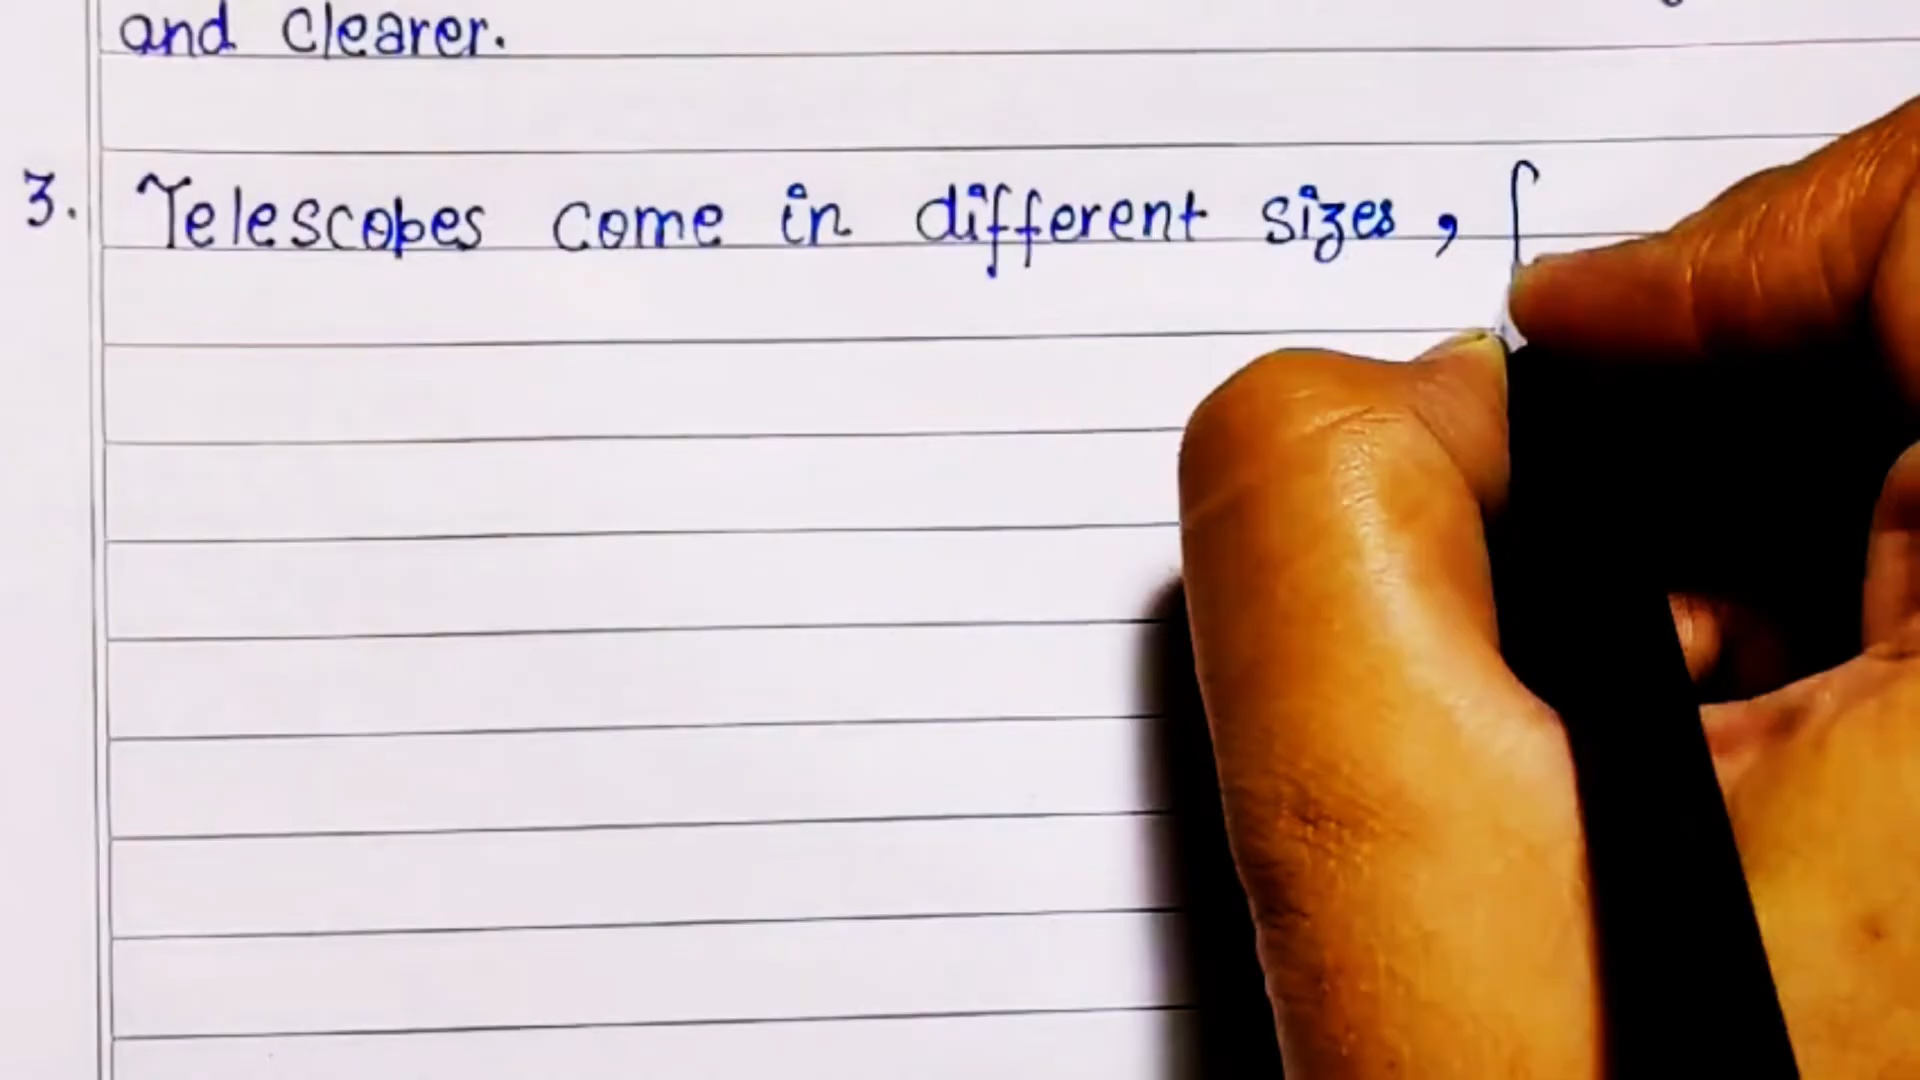 and clearer.
3. Telescopes come in different sizes, f